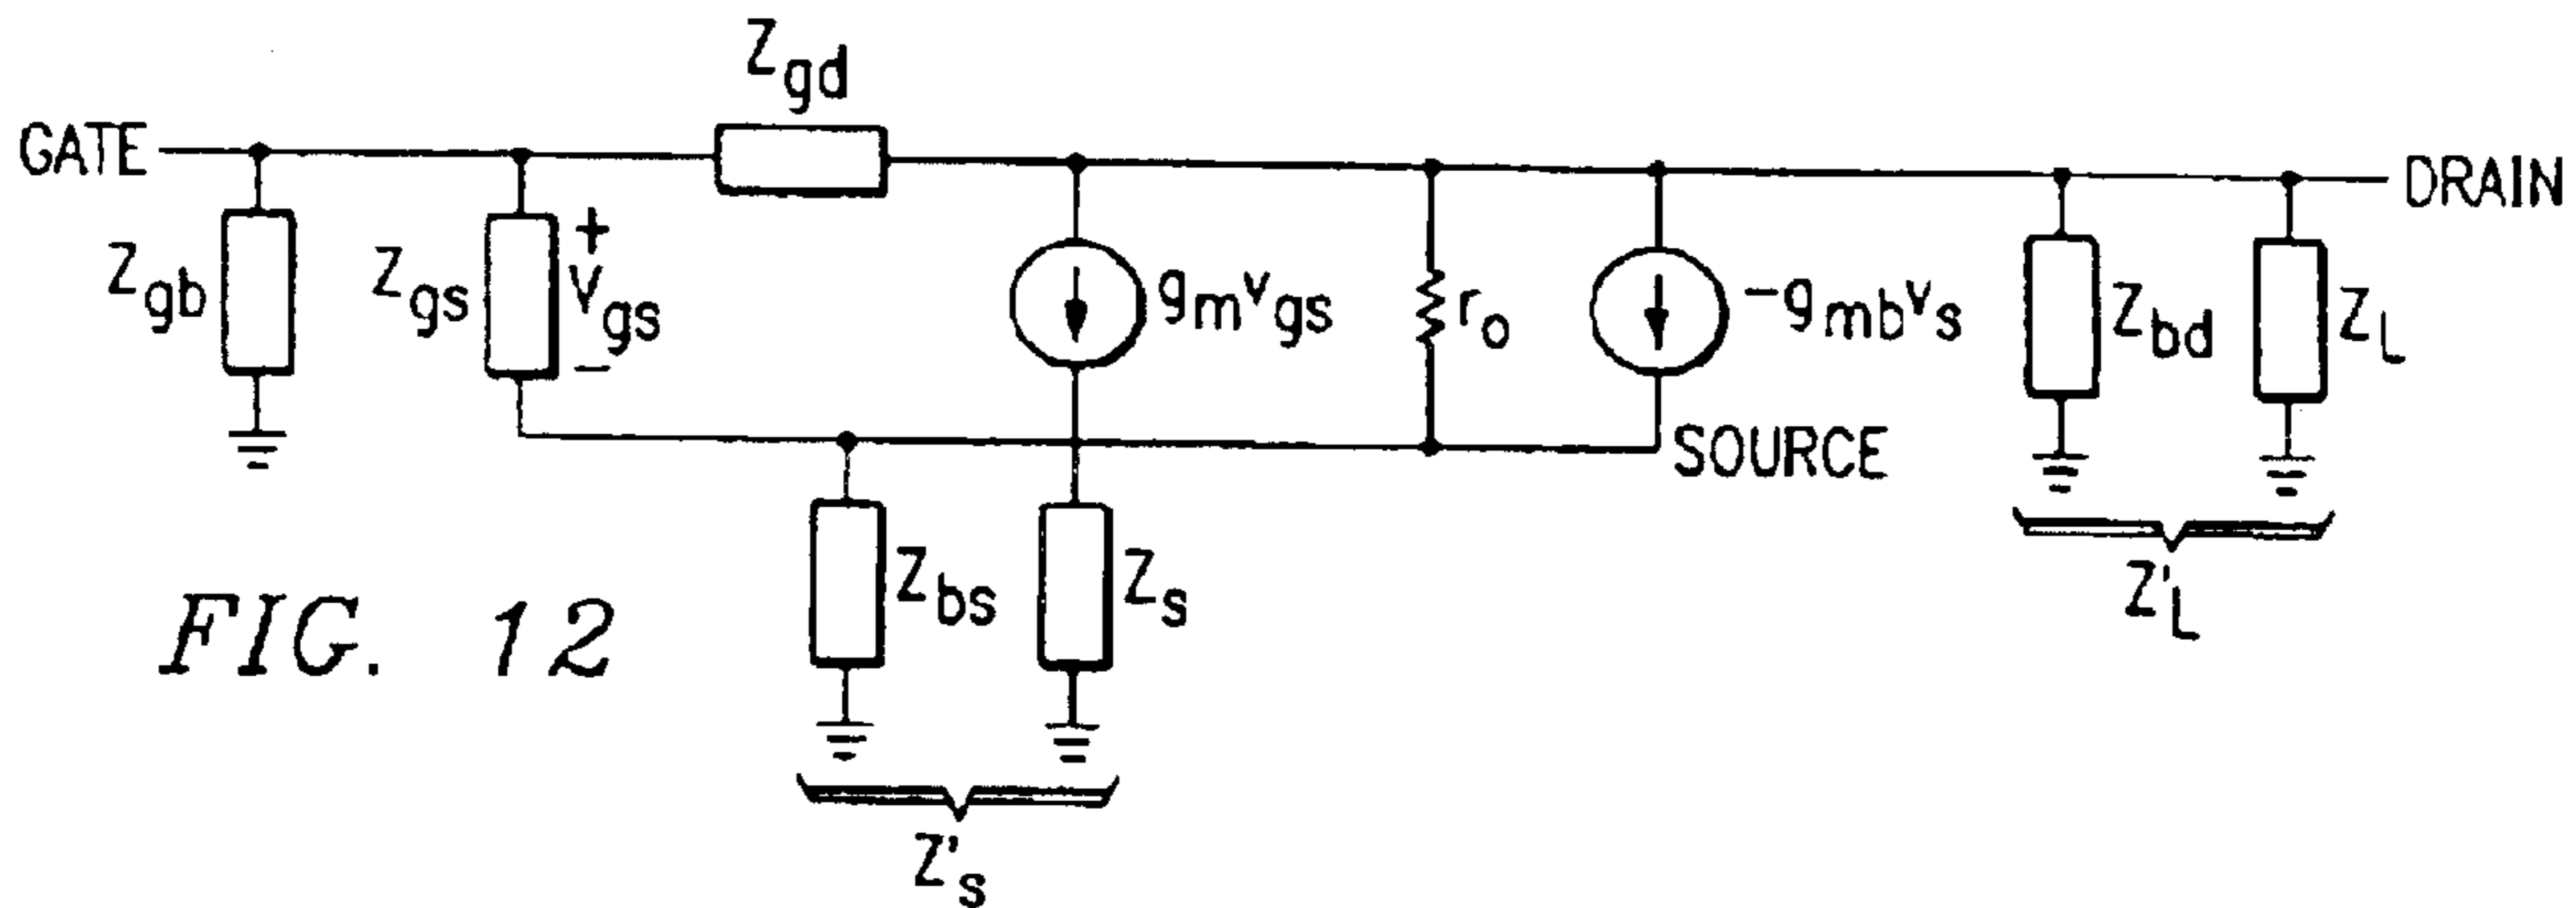 Zgd
GATE
DRAIN
Zgb
Zgs
+
Vgs
−
gmvgs
ro
-gmbvs
Zbd
ZL
SOURCE
Zbs
Zs
Z'L
FIG. 12
Z's